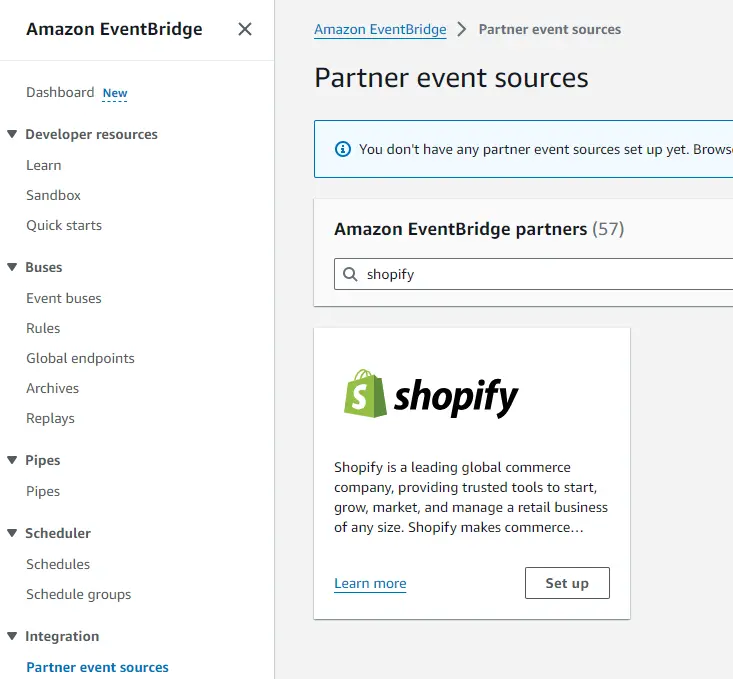 Amazon EventBridge
Dashboard New
Developer resources
Learn
Sandbox
Quick starts
Buses
Event buses
Rules
Global endpoints
Archives
Replays
Pipes
Pipes
Scheduler
Schedules
Schedule groups
Integration
Partner event sources
Amazon EventBridge > Partner event sources
Partner event sources
You don't have any partner event sources set up yet. Brows
Amazon EventBridge partners (57)
shopify
shopify
Shopify is a leading global commerce
company, providing trusted tools to start,
grow, market, and manage a retail business
of any size. Shopify makes commerce...
Learn more
Set up